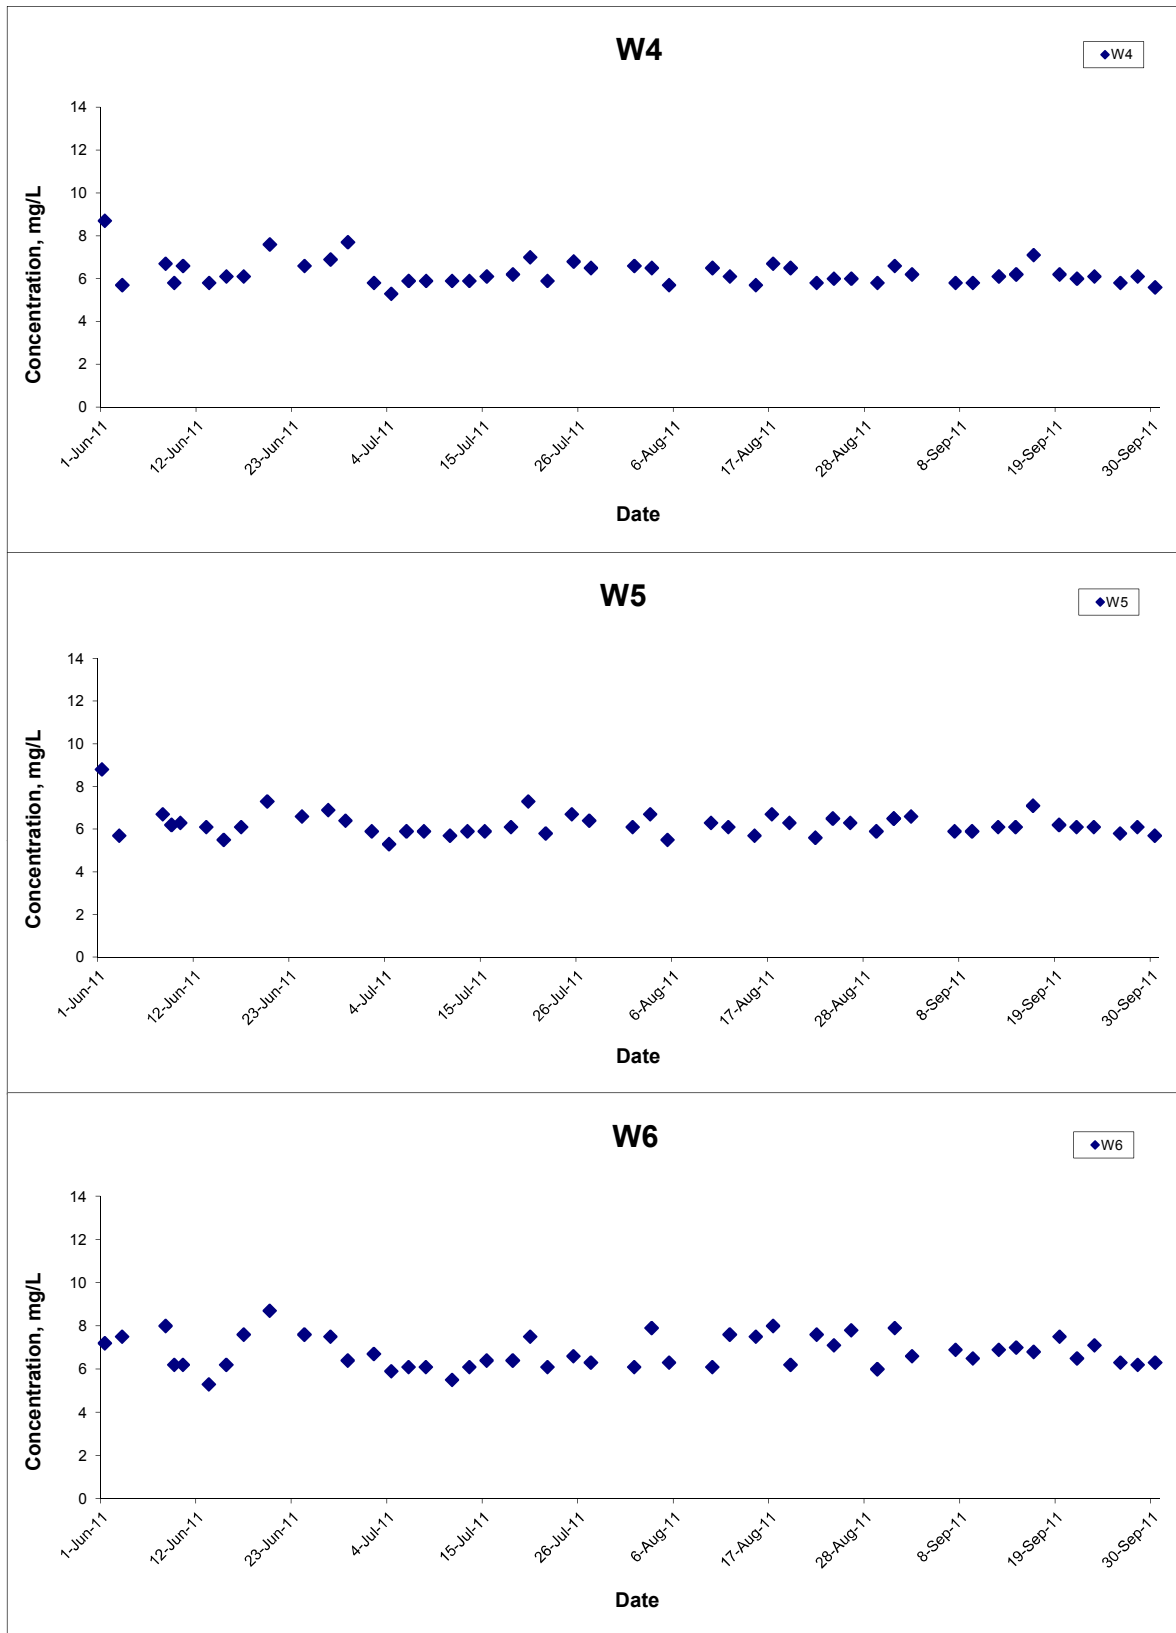 W4
W4
14
12
10
8
6
4
2
0
Concentration, mg/L
1-Jun-11
12-Jun-11
23-Jun-11
4-Jul-11
15-Jul-11
26-Jul-11
6-Aug-11
17-Aug-11
28-Aug-11
8-Sep-11
19-Sep-11
30-Sep-11
Date
W5
W5
14
12
10
8
6
4
2
0
Concentration, mg/L
1-Jun-11
12-Jun-11
23-Jun-11
4-Jul-11
15-Jul-11
26-Jul-11
6-Aug-11
17-Aug-11
28-Aug-11
8-Sep-11
19-Sep-11
30-Sep-11
Date
W6
W6
14
12
10
8
6
4
2
0
Concentration, mg/L
1-Jun-11
12-Jun-11
23-Jun-11
4-Jul-11
15-Jul-11
26-Jul-11
6-Aug-11
17-Aug-11
28-Aug-11
8-Sep-11
19-Sep-11
30-Sep-11
Date